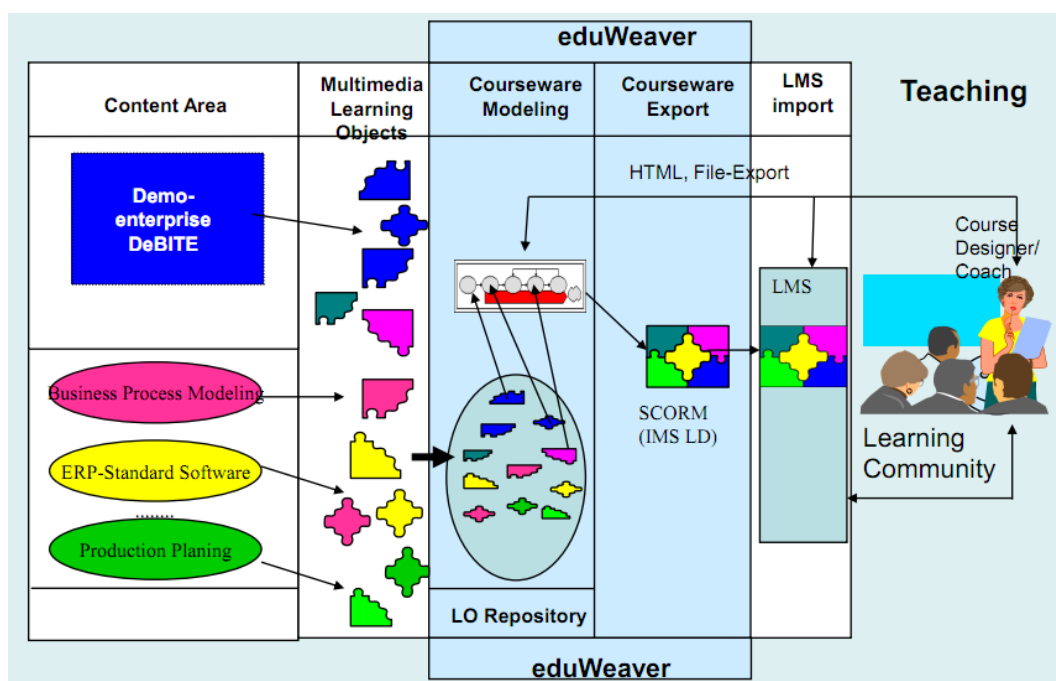 eduWeaver
Content Area
Multimedia
Learning
Objects
Courseware
Modeling
Courseware
Export
LMS
import
Teaching
HTML, File-Export
Demo-
enterprise
DeBITE
Course
Designer/
Coach
LMS
Business Process Modeling
SCORM
(IMS LD)
Learning
Community
ERP-Standard Software
........
Production Planing
LO Repository
eduWeaver